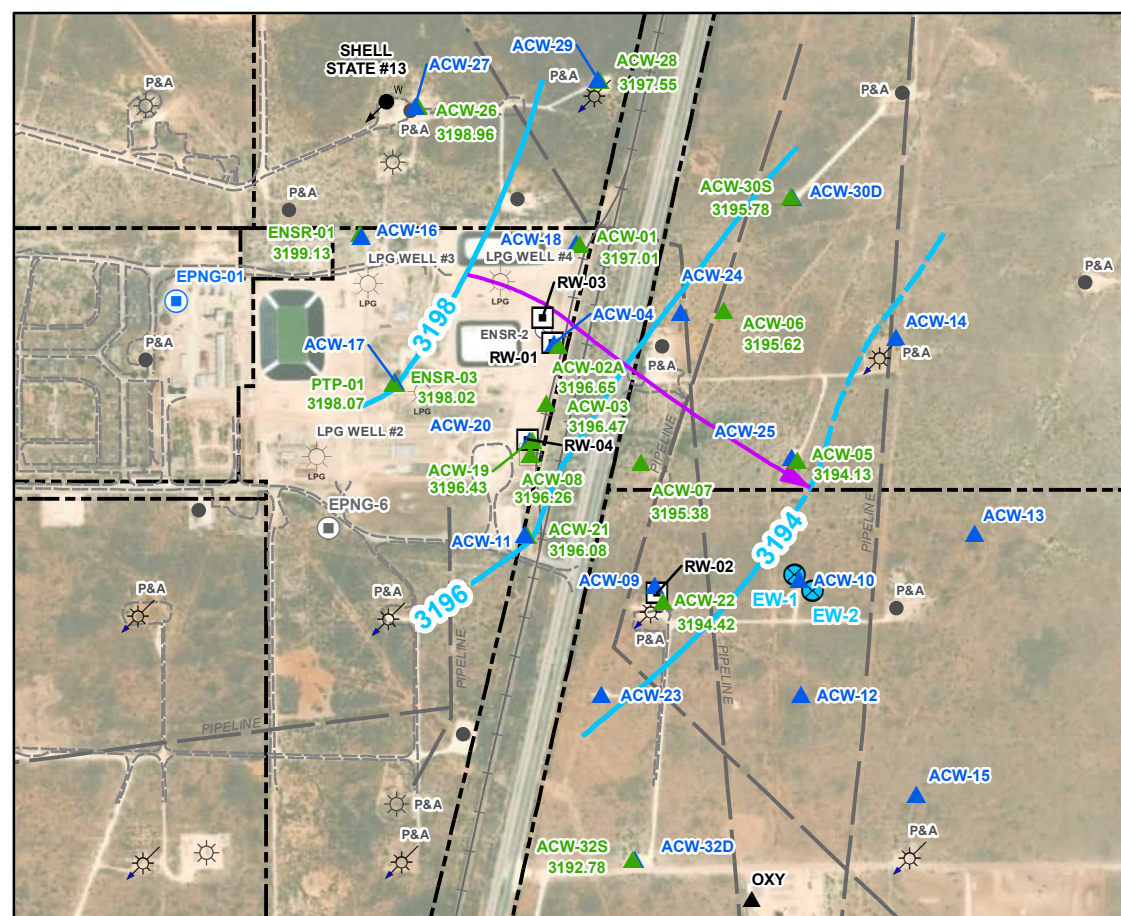 ACW-29
SHELL
STATE #13
ACW-27
P&A
ACW-28
3197.55
P&A
P&A
W
ACW-26
3198.96
P&A
P&A
ACW-30S
3195.78
ACW-30D
ENSR-01
3199.13
ACW-16
ACW-18
ACW-01
3197.01
LPG WELL #3
LPG WELL #4
EPNG-01
LPG
LPG
RW-03
ACW-24
P&A
3198
ENSR-2
ACW-04
ACW-06
3195.62
ACW-14
P&A
P&A
ACW-17
RW-01
P&A
PTP-01
3198.07
ENSR-03
3198.02
LPG
ACW-02A
3196.65
ACW-03
3196.47
LPG WELL #2
ACW-20
RW-04
PIPELINE
ACW-25
ACW-05
3194.13
LPG
ACW-19
3196.43
ACW-08
3196.26
ACW-07
3195.38
EPNG-6
PIPELINE
ACW-13
ACW-11
ACW-21
3196.08
3194
P&A
P&A
3196
ACW-09
RW-02
ACW-10
P&A
EW-1
EW-2
ACW-22
3194.42
P&A
PIPELINE
PIPELINE
ACW-23
ACW-12
PIPELINE
ACW-15
P&A
P&A
P&A
P&A
ACW-32S
3192.78
ACW-32D
OXY